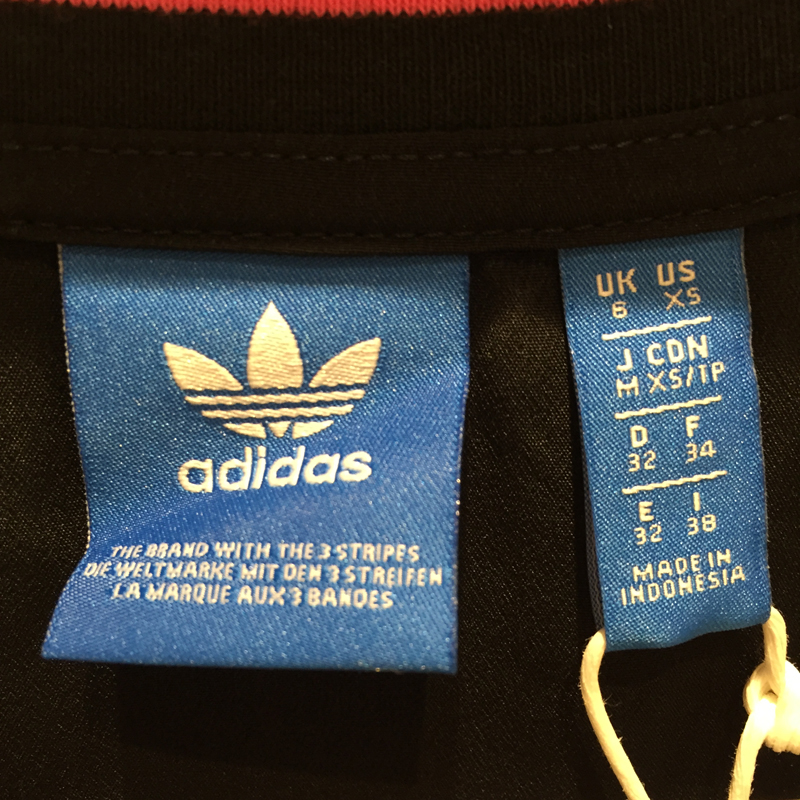 adidas
THE BRAND WITH THE 3 STRIPES
DIE WELTMARKE MIT DEN 3 STREIFEN
LA MARQUE AUX 3 BANDES
UK US
6 XS
J CDN
M XS/TP
D F
32 34
E I
32 38
MADE IN
INDONESIA